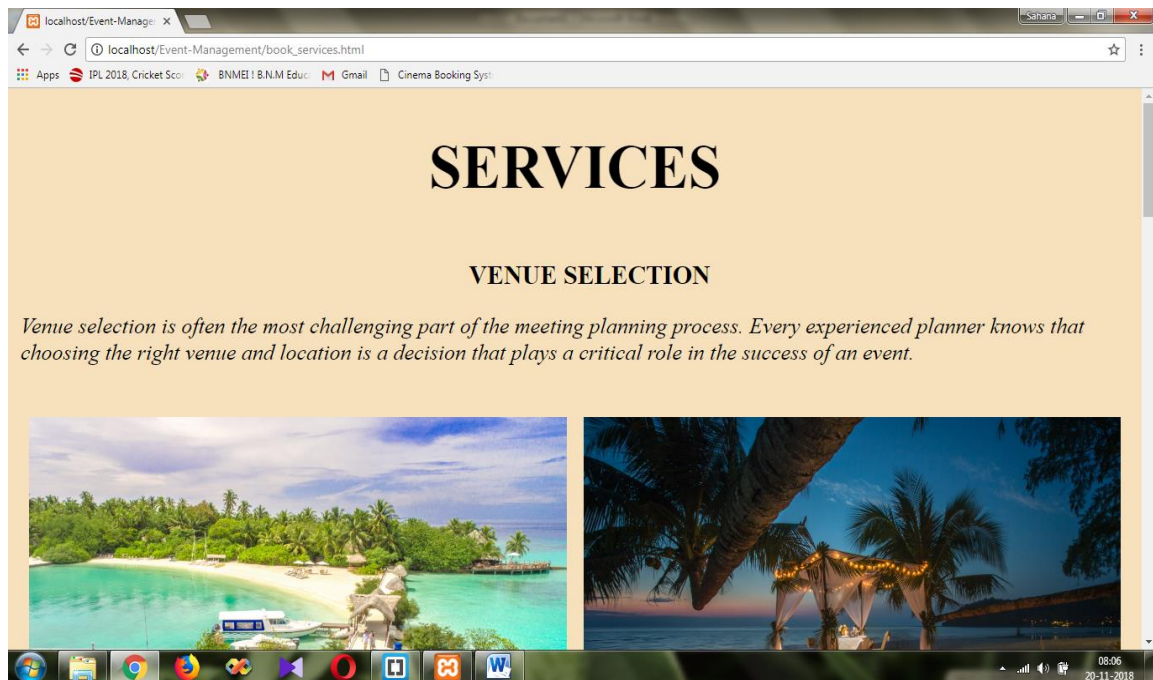 localhost/Event-Manage
Sahana
localhost/Event-Management/book_services.html
Apps IPL 2018, Cricket Sco BNMEI ! B.N.M Educ Gmail Cinema Booking Syst
SERVICES
VENUE SELECTION
Venue selection is often the most challenging part of the meeting planning process. Every experienced planner knows that
choosing the right venue and location is a decision that plays a critical role in the success of an event.
08:06
20-11-2018